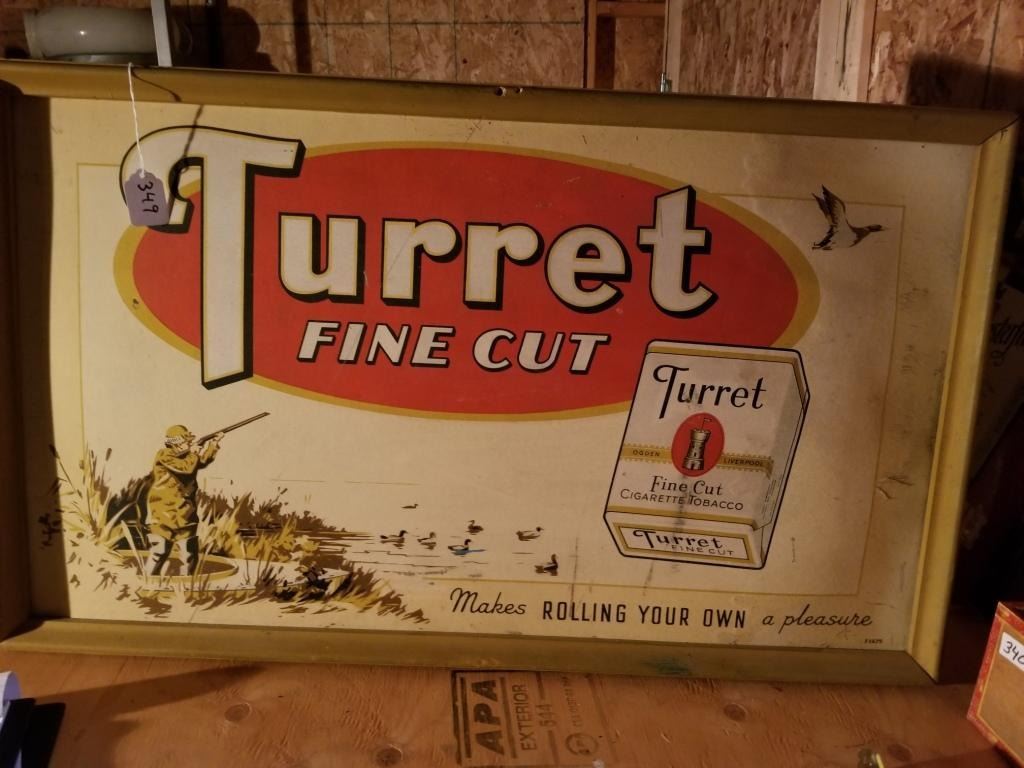 349
Turret
FINE CUT
Turret
OGDEN LIVERPOOL
Fine Cut
CIGARETTE TOBACCO
Turret
FINE CUT
Makes ROLLING YOUR OWN a pleasure
APA
EXTERIOR